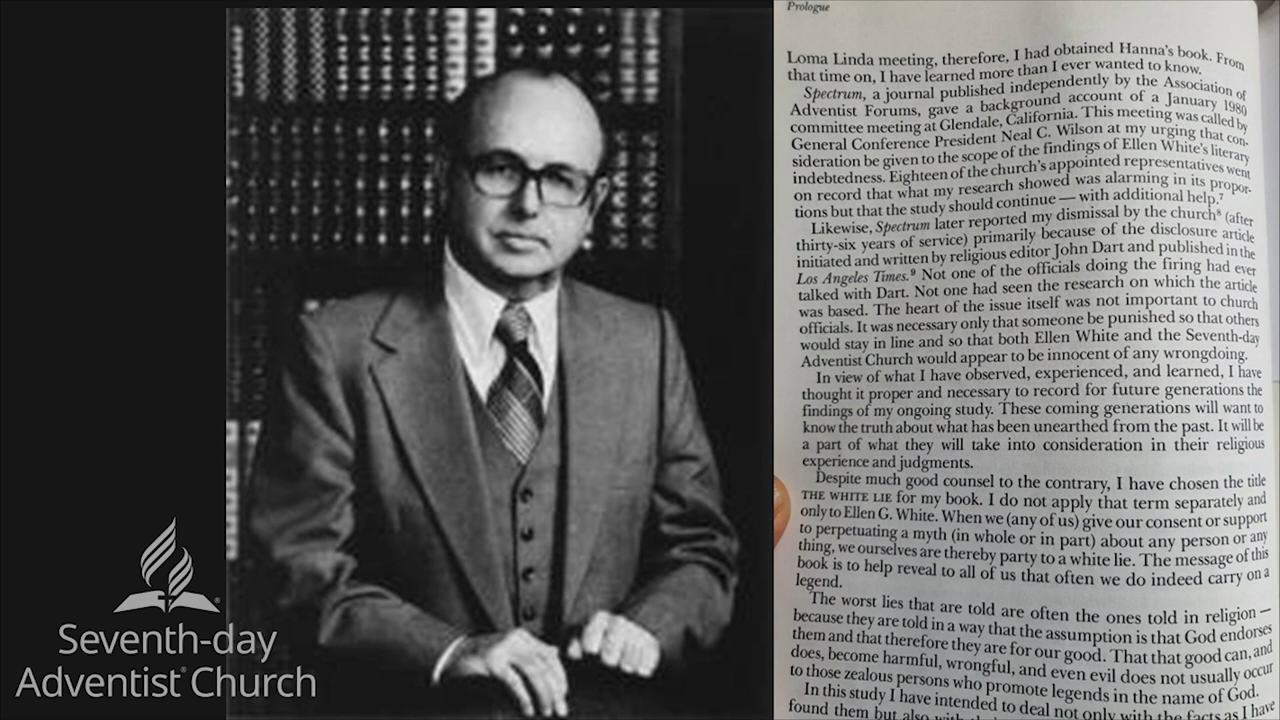 Seventh-day
Adventist Church
Prologue
Loma Linda meeting, therefore, I had obtained Hanna's book. From
that time on, I have learned more than I ever wanted to know.
Spectrum, a journal published independently by the Association of
Adventist Forums, gave a background account of a January 1980
committee meeting at Glendale, California. This meeting was called by
General Conference President Neal C. Wilson at my urging that con-
sideration be given to the scope of the findings of Ellen White's literary
indebtedness. Eighteen of the church's appointed representatives went
on record that what my research showed was alarming in its propor-
tions but that the study should continue — with additional help.⁷
Likewise, Spectrum later reported my dismissal by the church⁸ (after
thirty-six years of service) primarily because of the disclosure article
initiated and written by religious editor John Dart and published in the
Los Angeles Times.⁹ Not one of the officials doing the firing had ever
talked with Dart. Not one had seen the research on which the article
was based. The heart of the issue itself was not important to church
officials. It was necessary only that someone be punished so that others
would stay in line and so that both Ellen White and the Seventh-day
Adventist Church would appear to be innocent of any wrongdoing.
In view of what I have observed, experienced, and learned, I have
thought it proper and necessary to record for future generations the
findings of my ongoing study. These coming generations will want to
know the truth about what has been unearthed from the past. It will be
a part of what they will take into consideration in their religious
experience and judgments.
Despite much good counsel to the contrary, I have chosen the title
THE WHITE LIE for my book. I do not apply that term separately and
only to Ellen G. White. When we (any of us) give our consent or support
to perpetuating a myth (in whole or in part) about any person or any
thing, we ourselves are thereby party to a white lie. The message of this
book is to help reveal to all of us that often we do indeed carry on a
legend.
The worst lies that are told are often the ones told in religion —
because they are told in a way that the assumption is that God endorses
them and that therefore they are for our good. That that good can, and
does, become harmful, wrongful, and even evil does not usually occur
to those zealous persons who promote legends in the name of God.
In this study I have intended to deal not only with the facts as I have
found them but also with